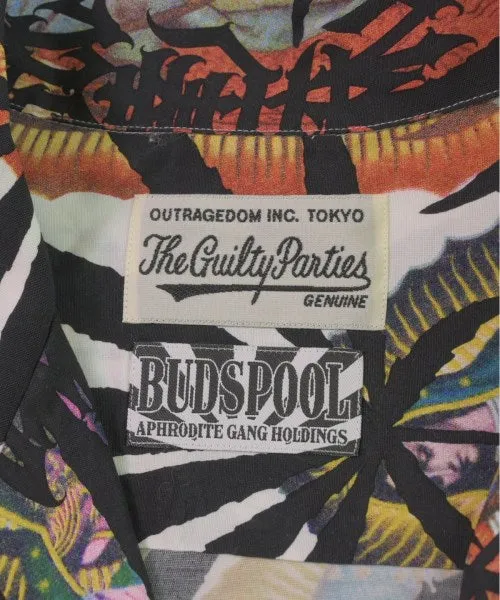 OUTRAGEDOM INC. TOKYO
The Guilty Parties
GENUINE
BUDSPOOL
APHRODITE GANG HOLDINGS